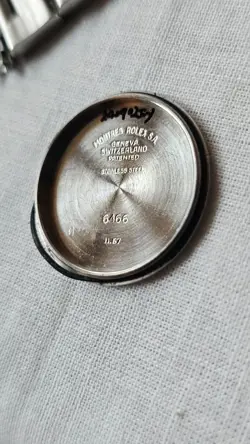 MONTRES ROLEX S.A
GENEVA
SWITZERLAND
PATENTED
STAINLESS STEEL
6466
II.67